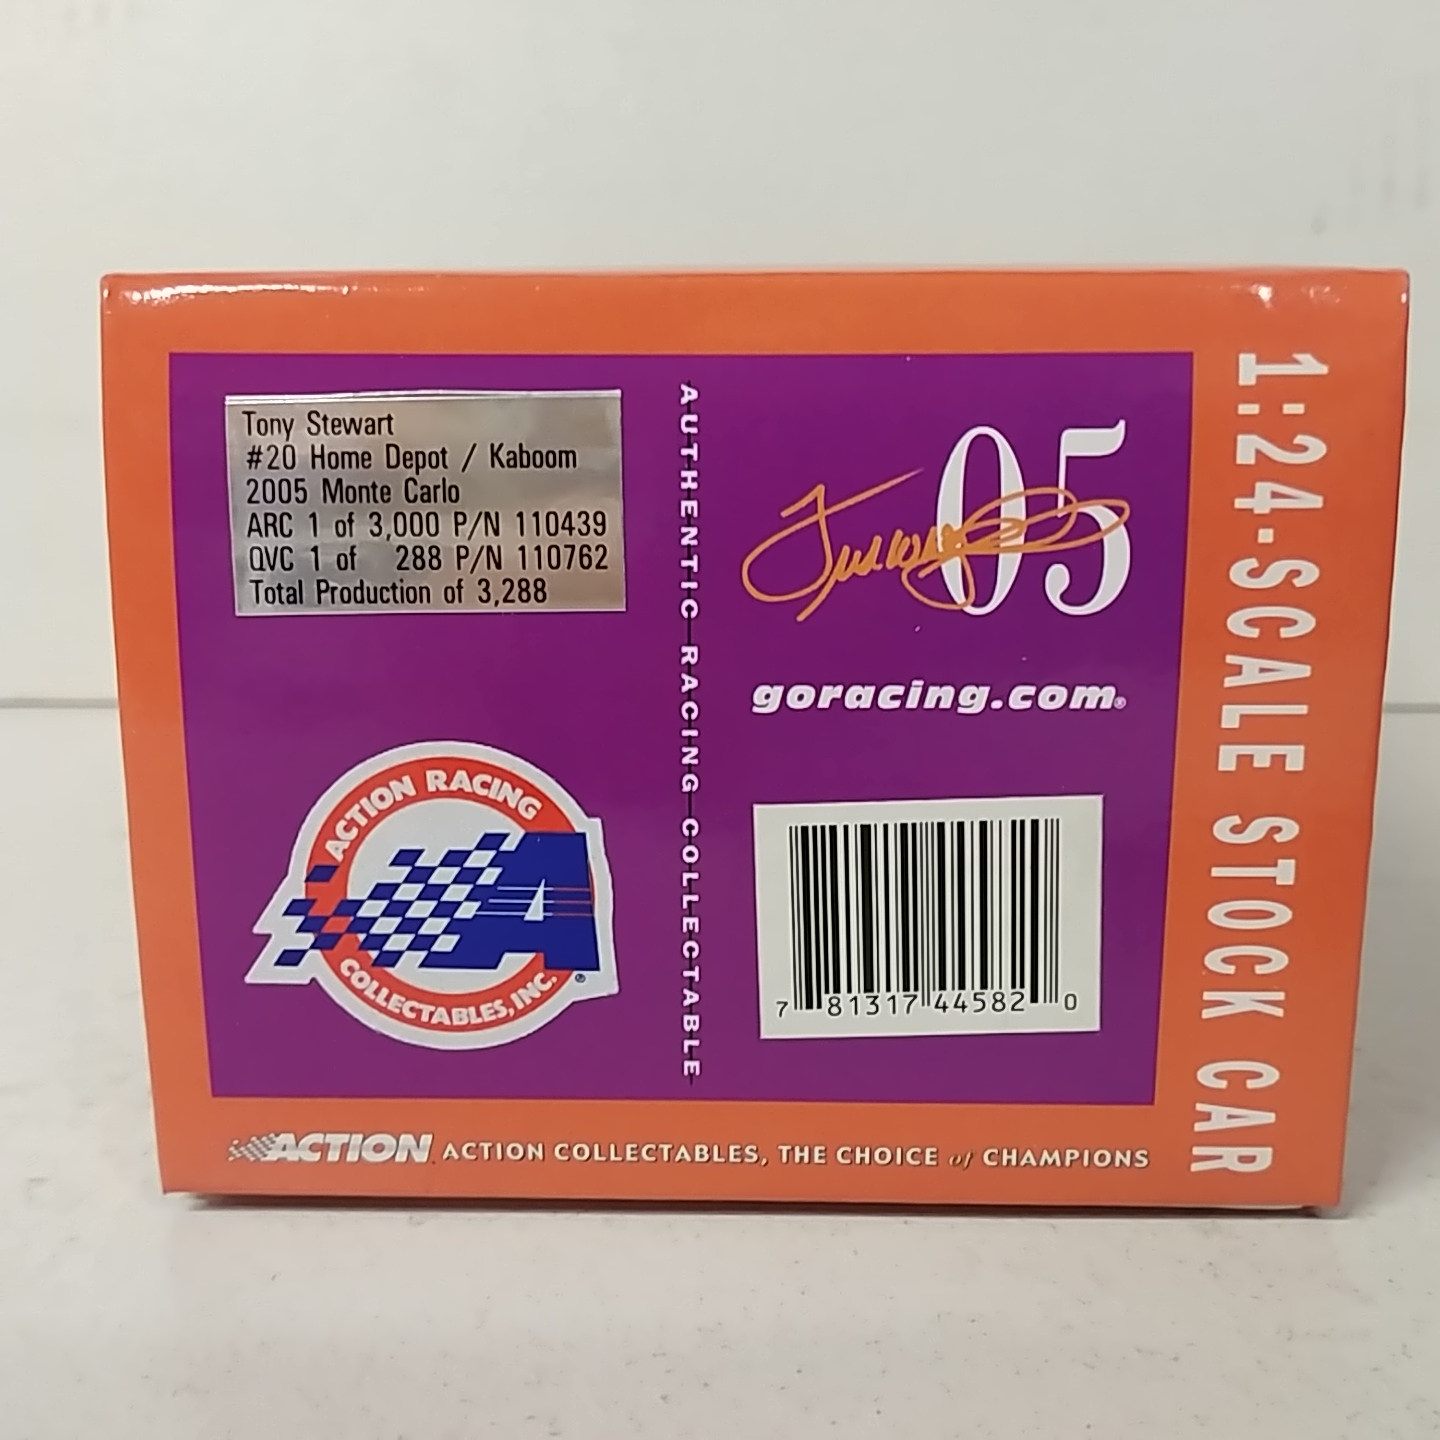 Tony Stewart
#20 Home Depot / Kaboom
2005 Monte Carlo
ARC 1 of 3,000 P/N 110439
QVC 1 of 288 P/N 110762
Total Production of 3,288
ACTION RACING
COLLECTABLES, INC.®
AUTHENTIC RACING COLLECTABLE
05
goracing.com®
7 81317 44582 0
1:24-SCALE STOCK CAR
ACTION ACTION COLLECTABLES, THE CHOICE of CHAMPIONS